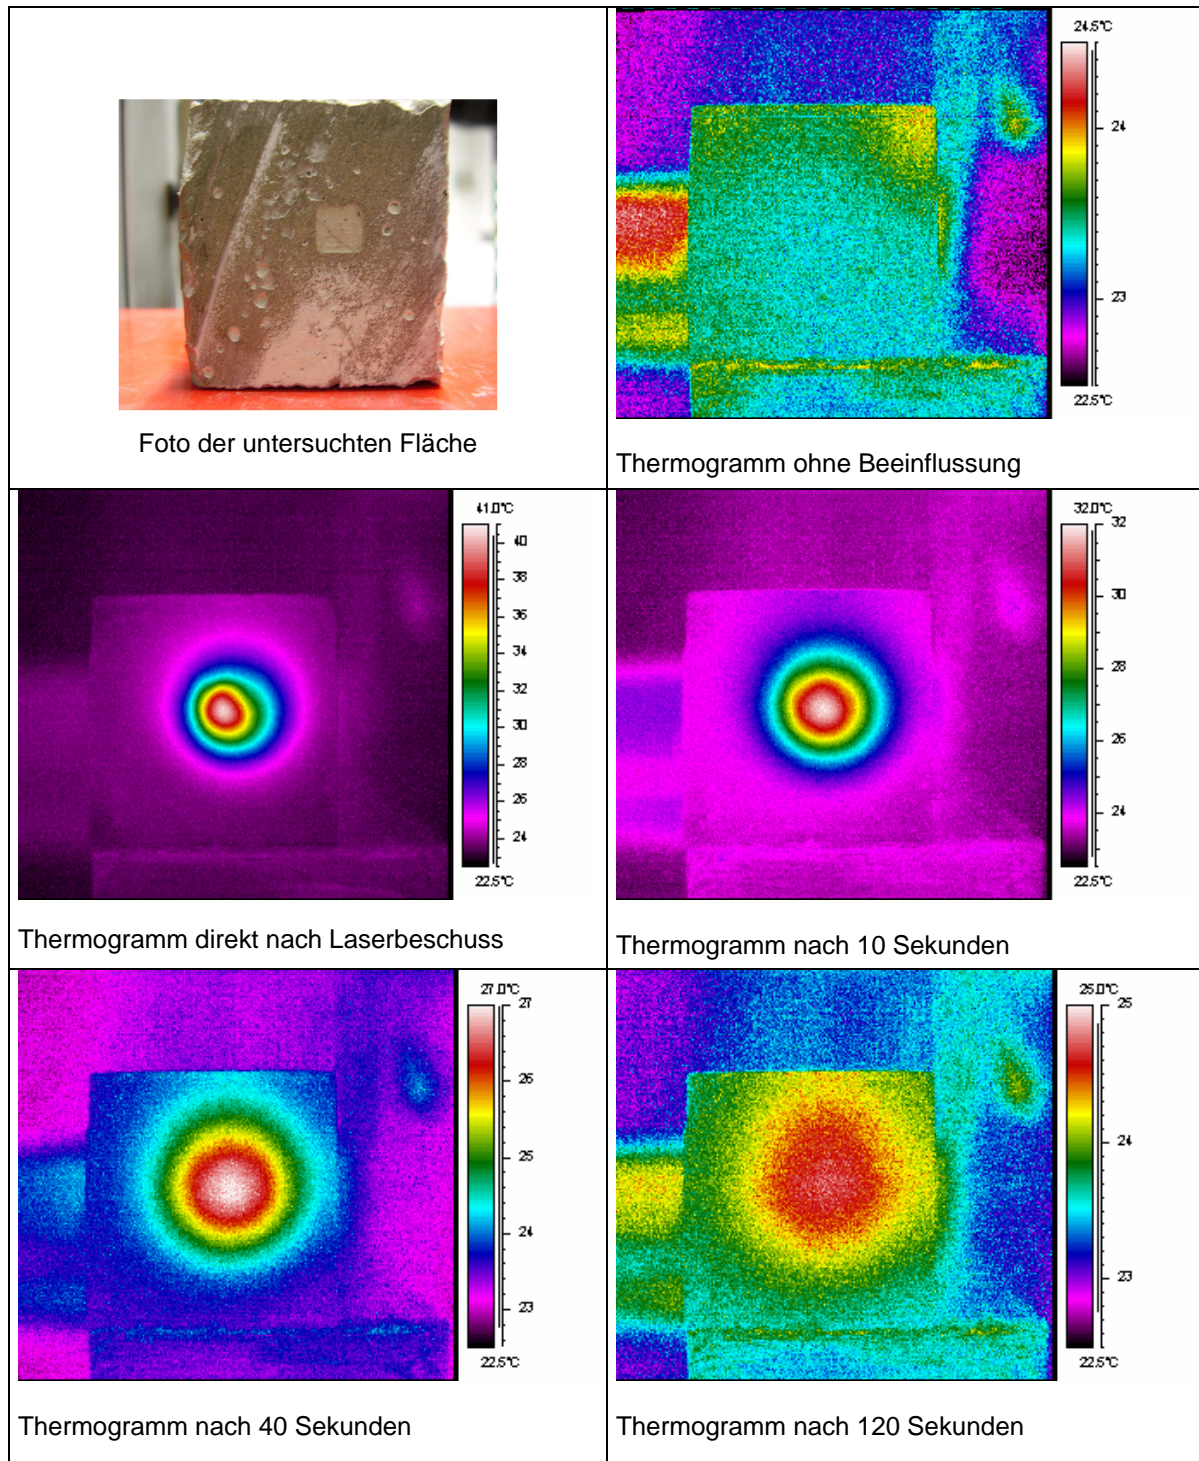 Foto der untersuchten Fläche
24.5°C
24
23
22.5°C
Thermogramm ohne Beeinflussung
41.0°C
40
38
36
34
32
30
28
26
24
22.5°C
Thermogramm direkt nach Laserbeschuss
32.0°C
32
30
28
26
24
22.5°C
Thermogramm nach 10 Sekunden
27.0°C
27
26
25
24
23
22.5°C
Thermogramm nach 40 Sekunden
25.0°C
25
24
23
22.5°C
Thermogramm nach 120 Sekunden